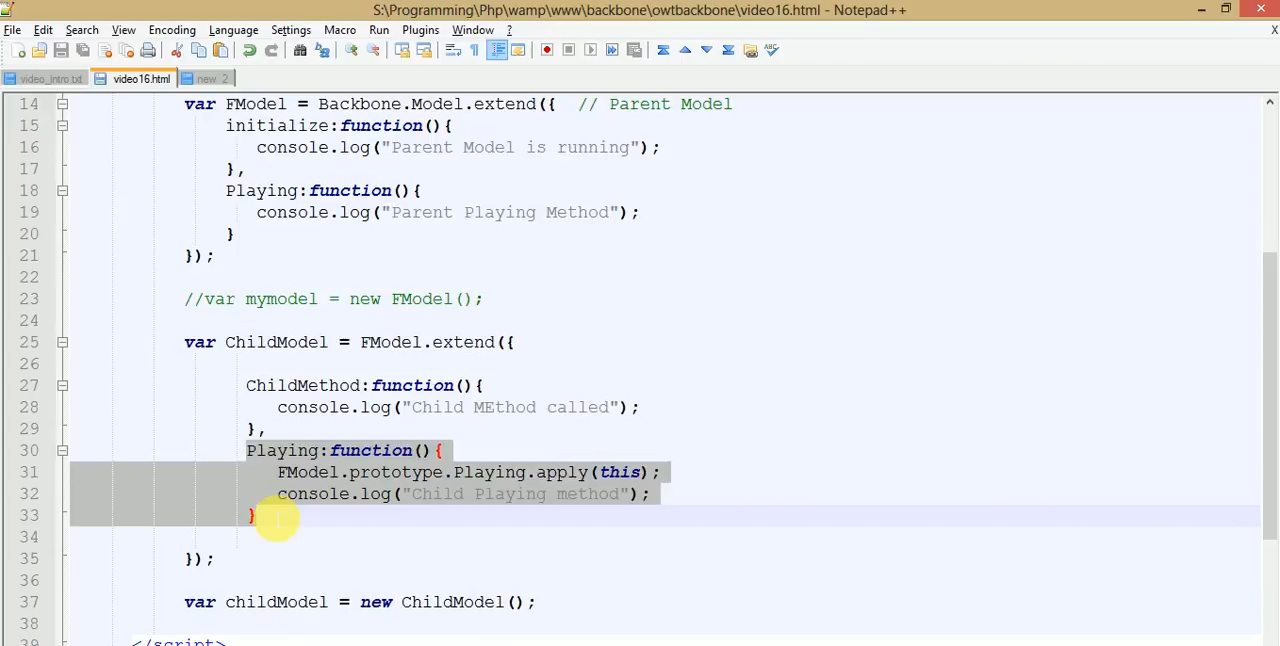 S:\Programming\Php\wamp\www\backbone\owtbackbone\video16.html - Notepad++
File Edit Search View Encoding Language Settings Macro Run Plugins Window ? X
video_intro.txt video16.html new 2
14 var FModel = Backbone.Model.extend({ // Parent Model
15 initialize:function(){
16 console.log("Parent Model is running");
17 },
18 Playing:function(){
19 console.log("Parent Playing Method");
20 }
21 });
22
23 //var mymodel = new FModel();
24
25 var ChildModel = FModel.extend({
26
27 ChildMethod:function(){
28 console.log("Child MEthod called");
29 },
30 Playing:function(){
31 FModel.prototype.Playing.apply(this);
32 console.log("Child Playing method");
33 }
34
35 });
36
37 var childModel = new ChildModel();
38
39 </script>